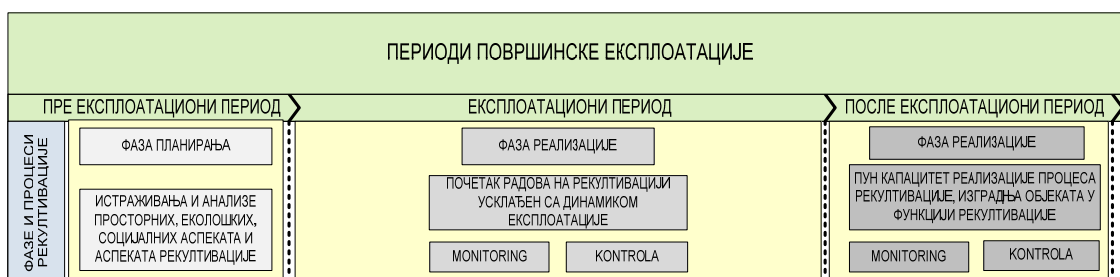 ПЕРИОДИ ПОВРШИНСКЕ ЕКСПЛОАТАЦИЈЕ
ПРЕ ЕКСПЛОАТАЦИОНИ ПЕРИОД
ЕКСПЛОАТАЦИОНИ ПЕРИОД
ПОСЛЕ ЕКСПЛОАТАЦИОНИ ПЕРИОД
ФАЗЕ И ПРОЦЕСИ
РЕКУЛТИВАЦИЈЕ
ФАЗА ПЛАНИРАЊА
ИСТРАЖИВАЊА И АНАЛИЗЕ
ПРОСТОРНИХ, ЕКОЛОШКИХ,
СОЦИЈАЛНИХ АСПЕКАТА И
АСПЕКАТА РЕКУЛТИВАЦИЈЕ
ФАЗА РЕАЛИЗАЦИЈЕ
ПОЧЕТАК РАДОВА НА РЕКУЛТИВАЦИЈИ
УСКЛАЂЕН СА ДИНАМИКОМ
ЕКСПЛОАТАЦИЈЕ
MONITORING
KONTROLA
ФАЗА РЕАЛИЗАЦИЈЕ
ПУН КАПАЦИТЕТ РЕАЛИЗАЦИЈЕ ПРОЦЕСА
РЕКУЛТИВАЦИЈЕ, ИЗГРАДЊА ОБЈЕКАТА У
ФУНКЦИЈИ РЕКУЛТИВАЦИЈЕ
MONITORING
KONTROLA